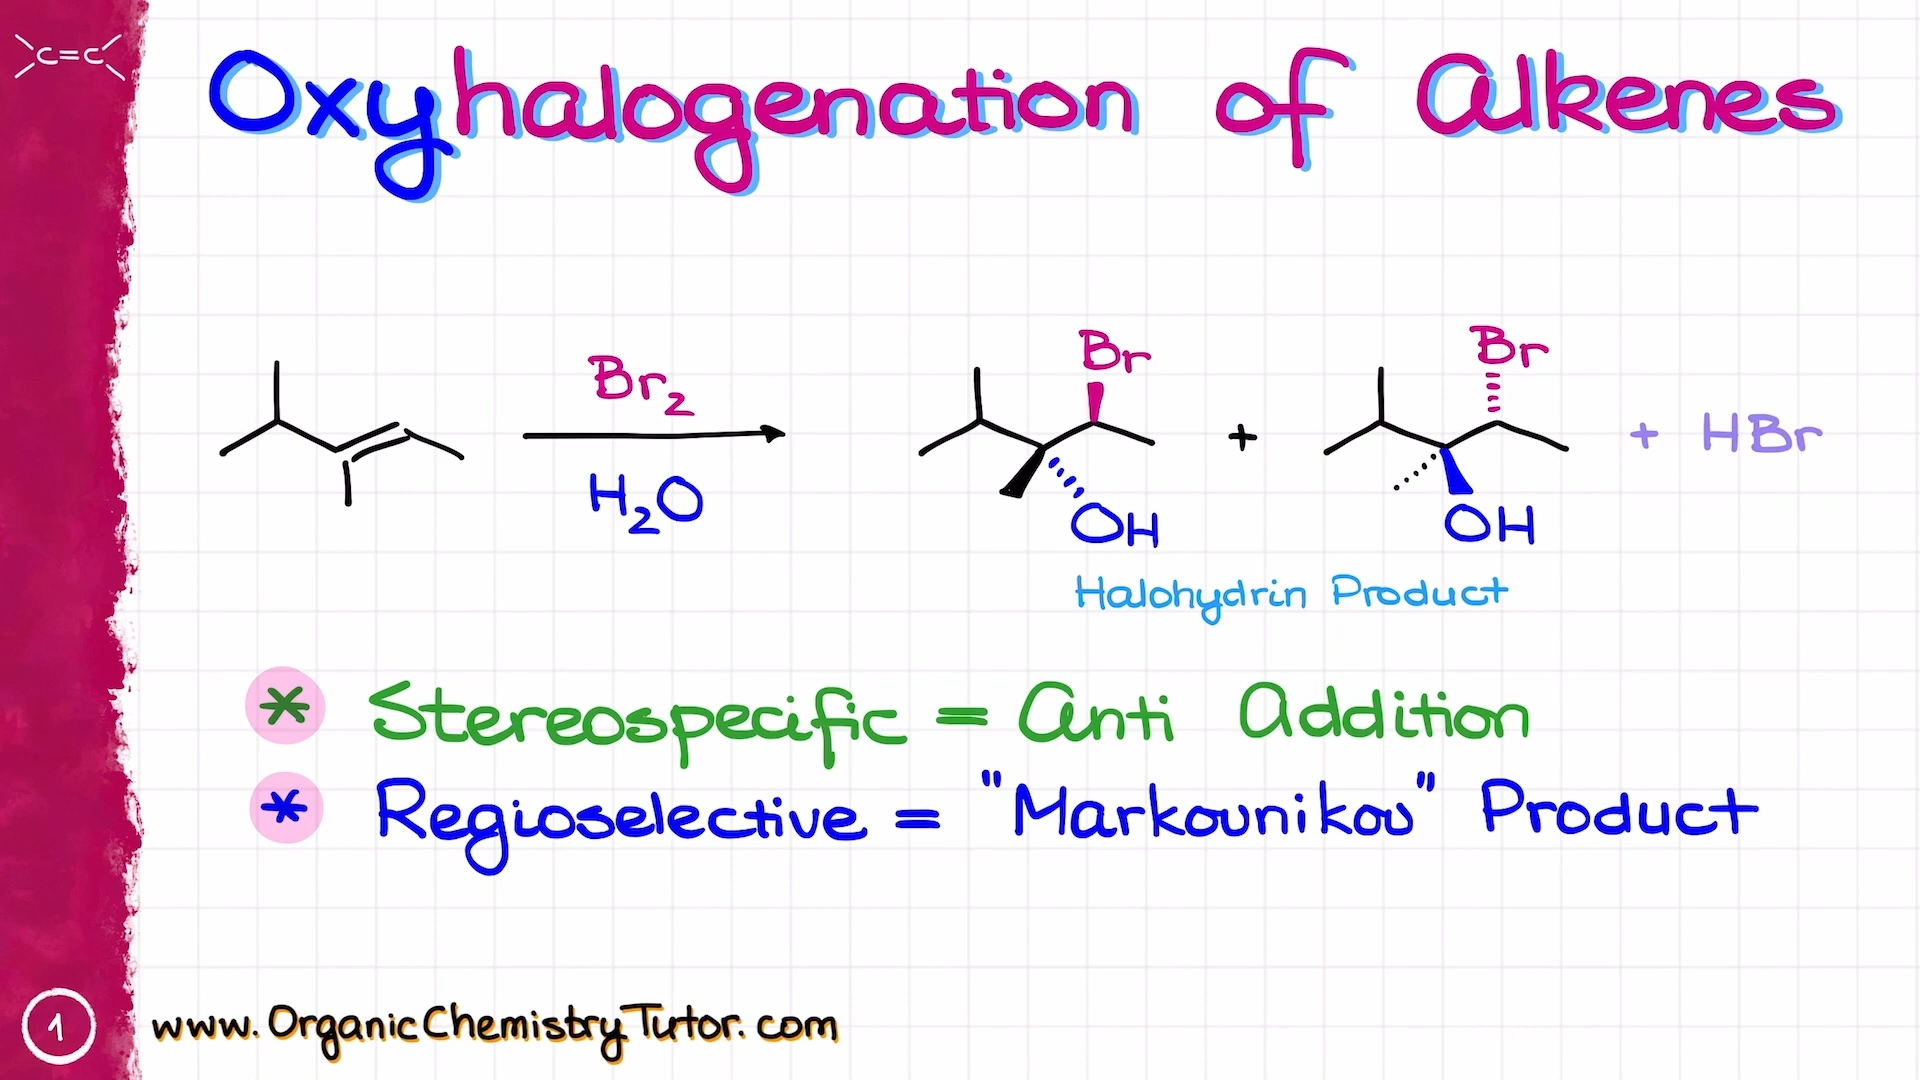 C=C
Oxyhalogenation of Alkenes
Br₂
H₂O
Br
OH
+
Br
OH
+ HBr
Halohydrin Product
* Stereospecific = Anti Addition
* Regioselective = "Markovnikov" Product
1
www.OrganicChemistryTutor.com